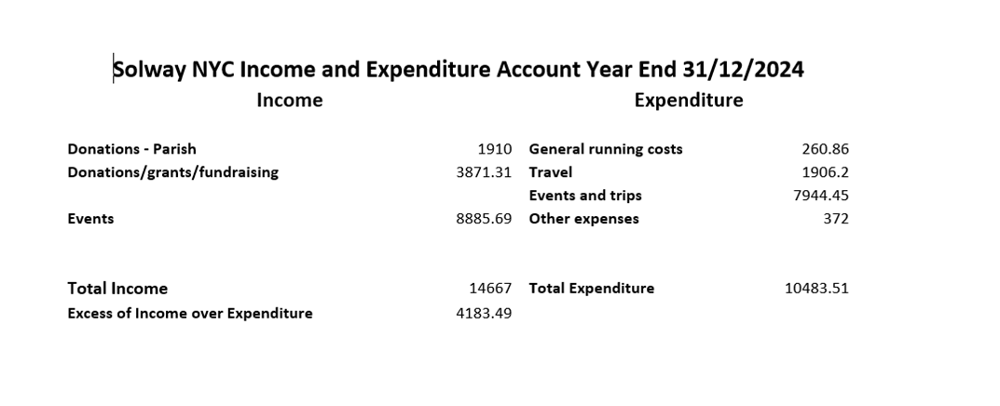 Solway NYC Income and Expenditure Account Year End 31/12/2024
Income Expenditure
Donations - Parish 1910 General running costs 260.86
Donations/grants/fundraising 3871.31 Travel 1906.2
Events and trips 7944.45
Events 8885.69 Other expenses 372
Total Income 14667 Total Expenditure 10483.51
Excess of Income over Expenditure 4183.49